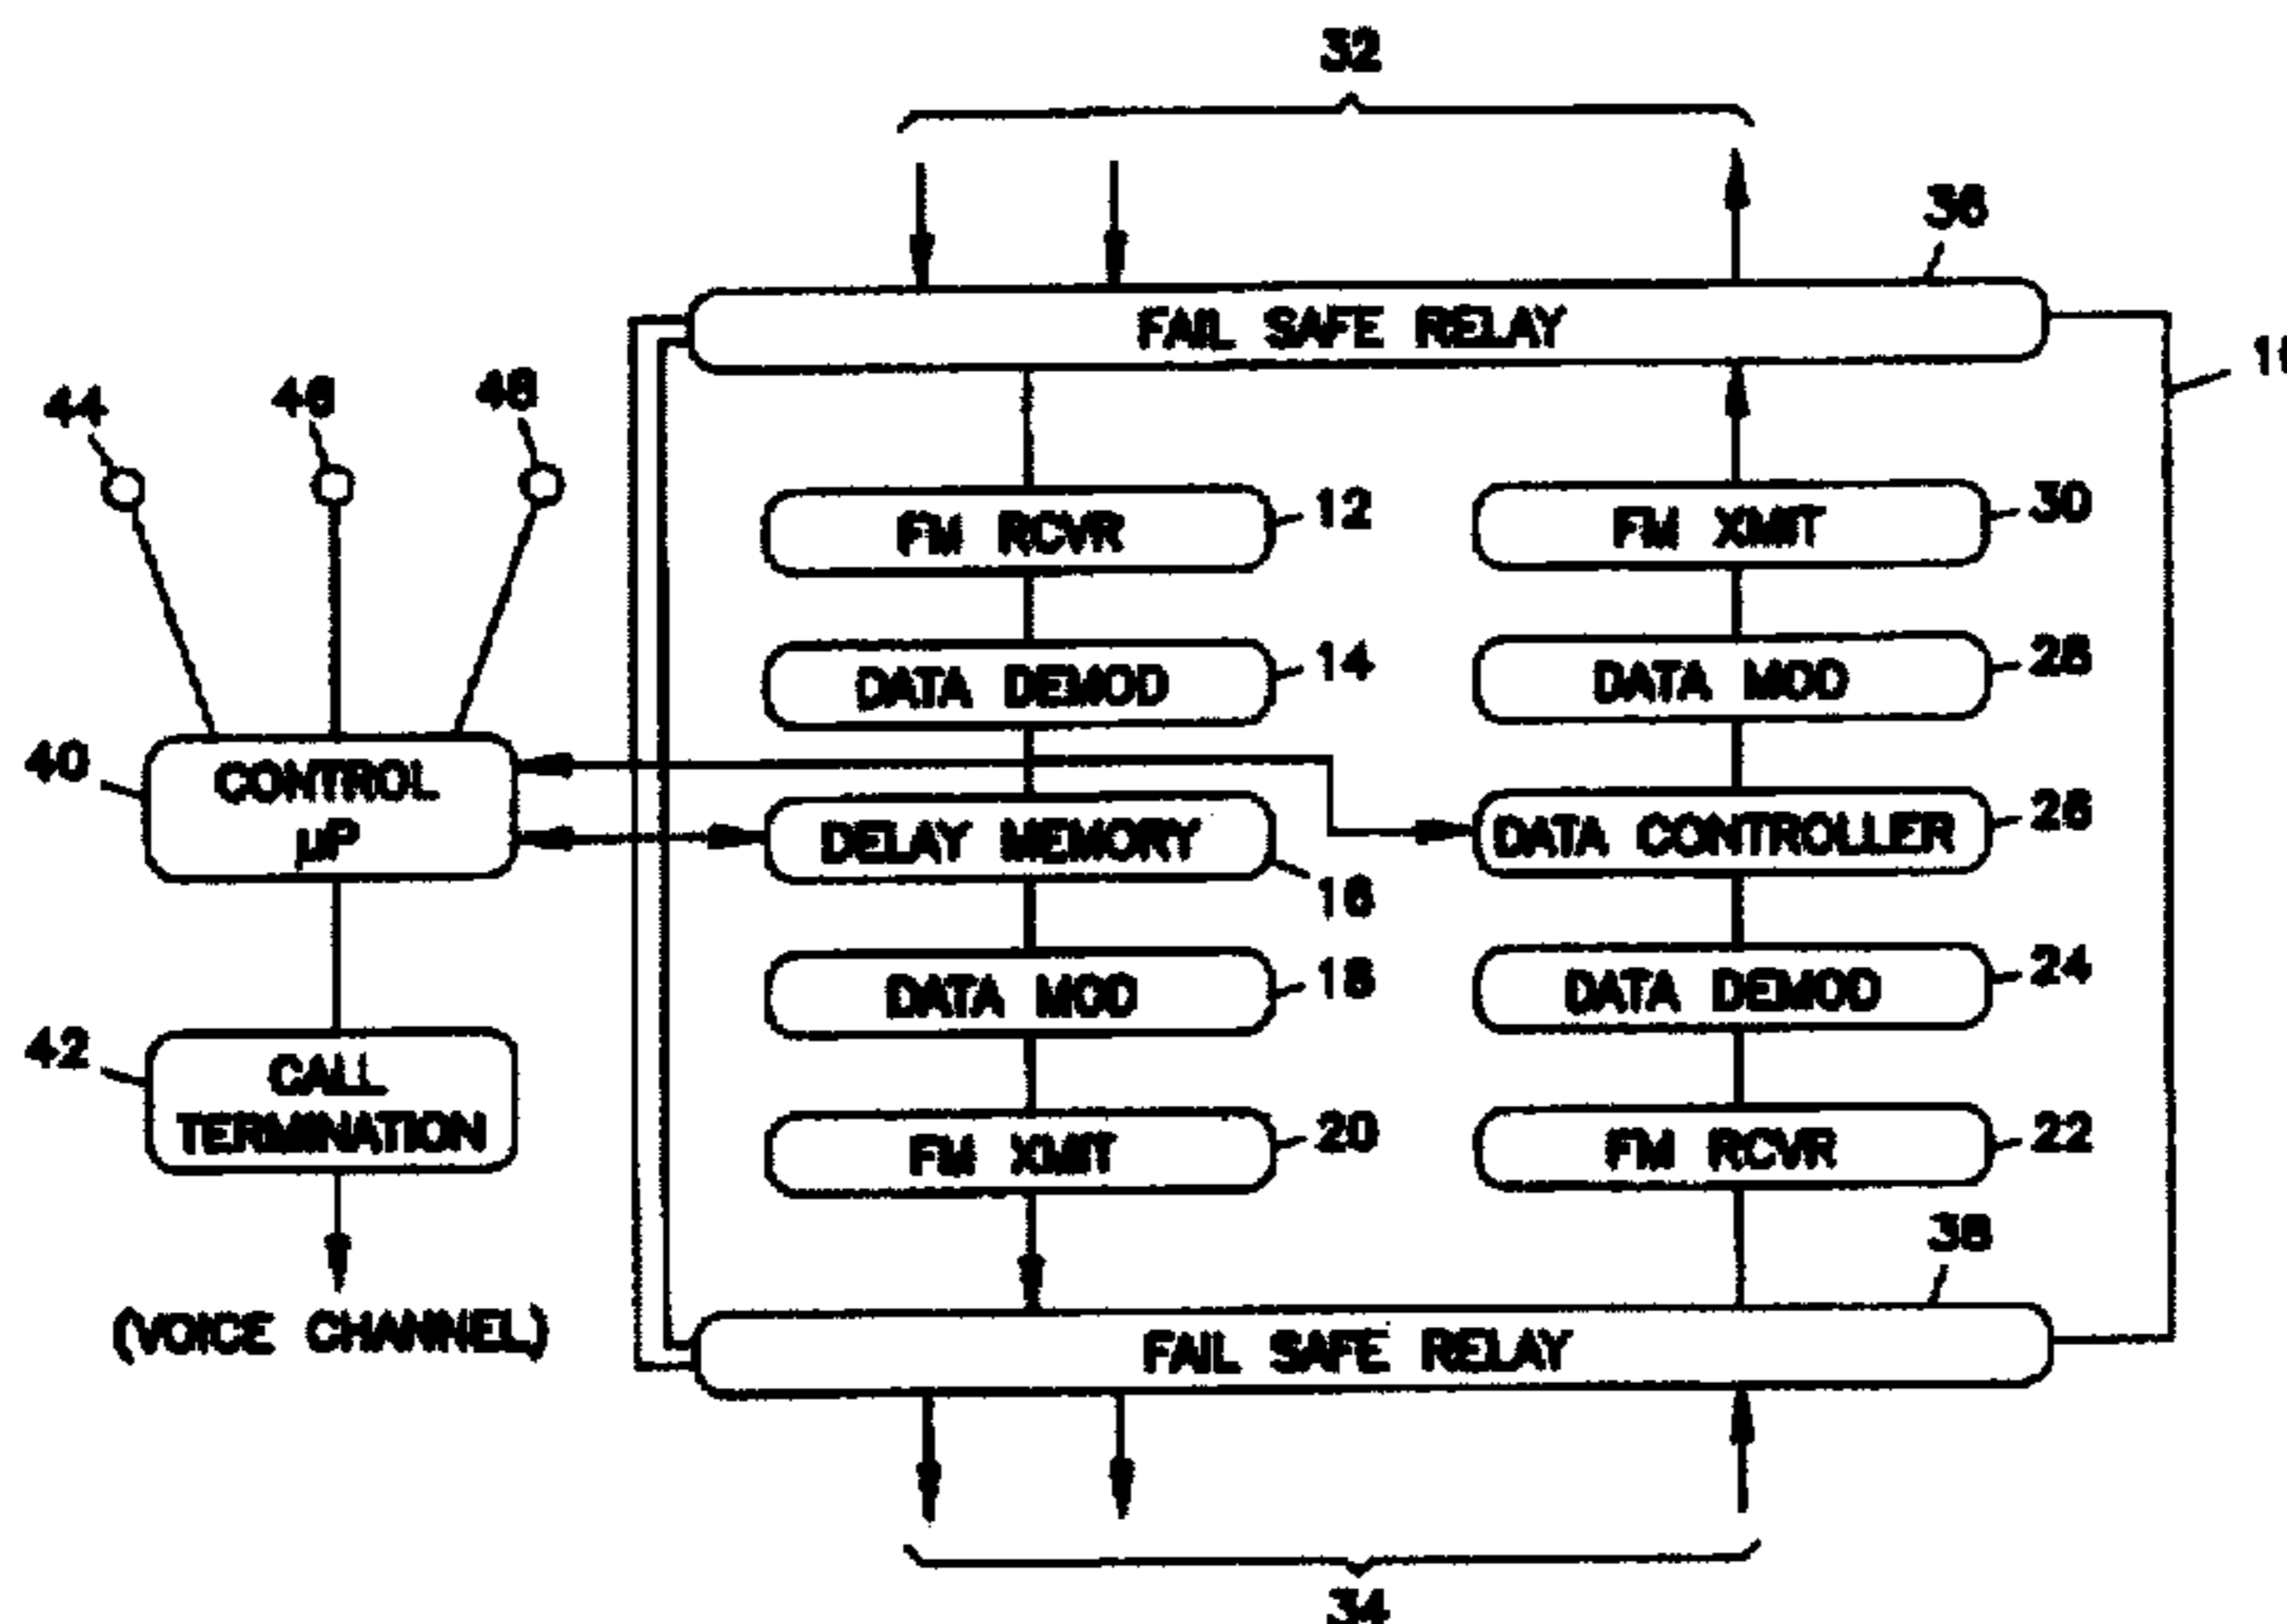 32
36
FAIL SAFE RELAY
44
46
48
12
FM RCVR
30
FM XMIT
14
DATA DEMOD
28
DATA MOD
40
CONTROL
µP
DELAY MEMORY
16
26
DATA CONTROLLER
18
DATA MOD
24
DATA DEMOD
42
CALL
TERMINATION
20
FM XMIT
22
FM RCVR
38
(VOICE CHANNEL)
FAIL SAFE RELAY
34